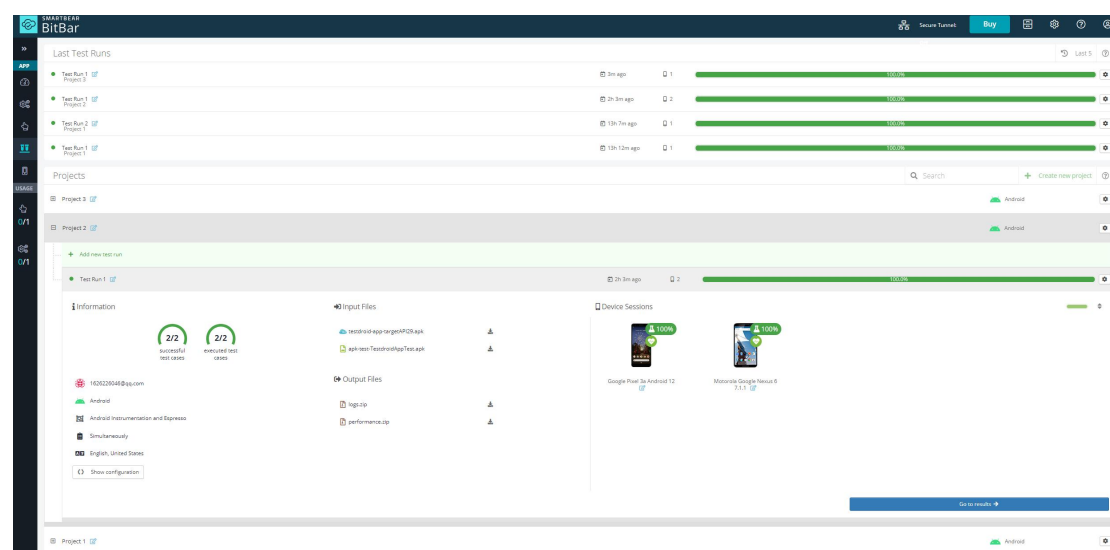 SMARTBEAR
BitBar
Secure Tunnel:
Buy
APP
USAGE
0/1
0/1
Last Test Runs
Last 5
Test Run 1
Project 3
3m ago
1
100.0%
Test Run 1
Project 2
2h 3m ago
2
100.0%
Test Run 2
Project 1
13h 7m ago
1
100.0%
Test Run 1
Project 1
13h 12m ago
1
100.0%
Projects
Search
+ Create new project
Project 3
Android
Project 2
Android
+ Add new test run
Test Run 1
2h 3m ago
2
100.0%
Information
2/2
successful
test cases
2/2
executed test
cases
1626226046@qq.com
Android
Android Instrumentation and Espresso
Simultaneously
English, United States
Show configuration
Input Files
testdroid-app-targetAPI29.apk
apk-test-TestdroidAppTest.apk
Output Files
logs.zip
performance.zip
Device Sessions
100%
Google Pixel 3a Android 12
100%
Motorola Google Nexus 6
7.1.1
Go to results
Project 1
Android